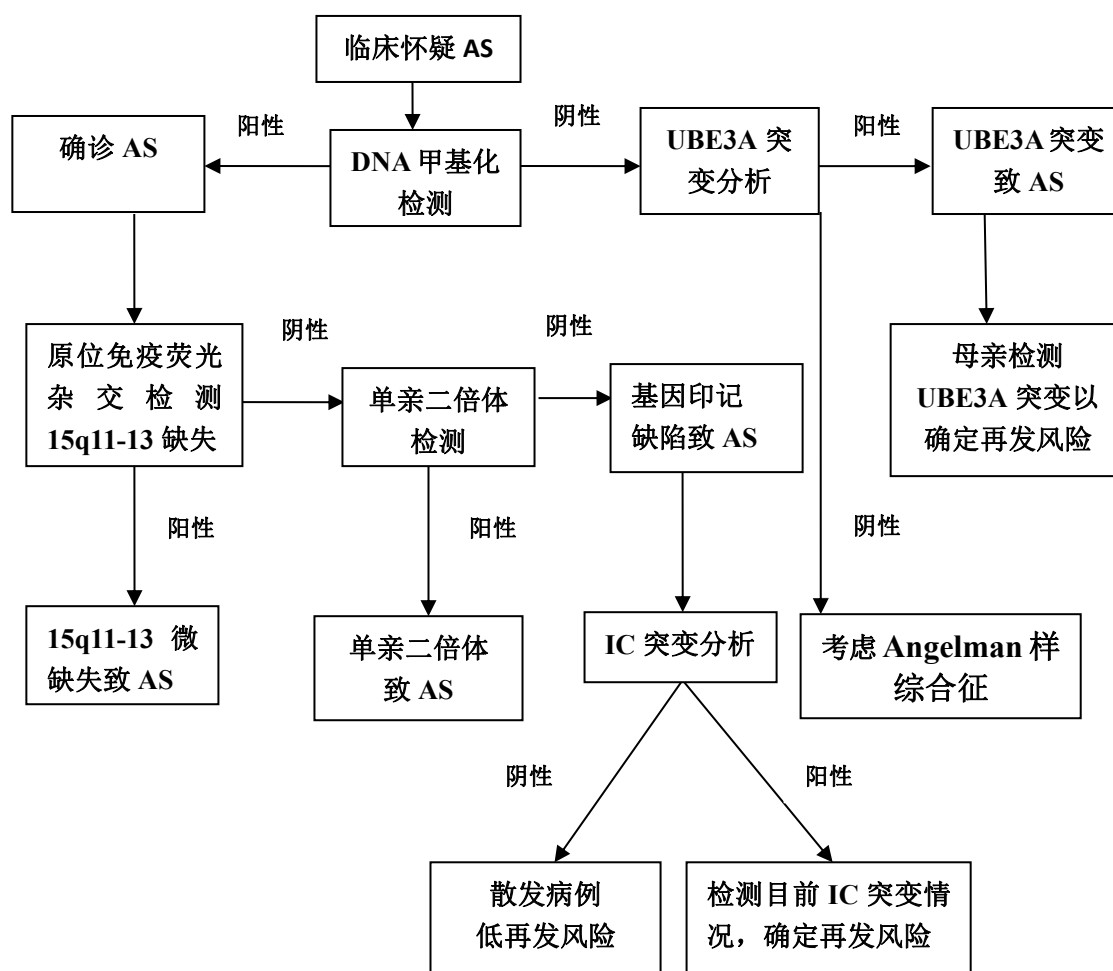 临床怀疑 AS
阳性
阴性
阳性
确诊 AS
DNA 甲基化
检测
UBE3A 突
变分析
UBE3A 突变
致 AS
原位免疫荧光
杂交检测
15q11-13 缺失
阴性
单亲二倍体
检测
阴性
基因印记
缺陷致 AS
母亲检测
UBE3A 突变以
确定再发风险
阳性
阳性
阴性
15q11-13 微
缺失致 AS
单亲二倍体
致 AS
IC 突变分析
考虑 Angelman 样
综合征
阴性
阳性
散发病例
低再发风险
检测目前 IC 突变情
况，确定再发风险